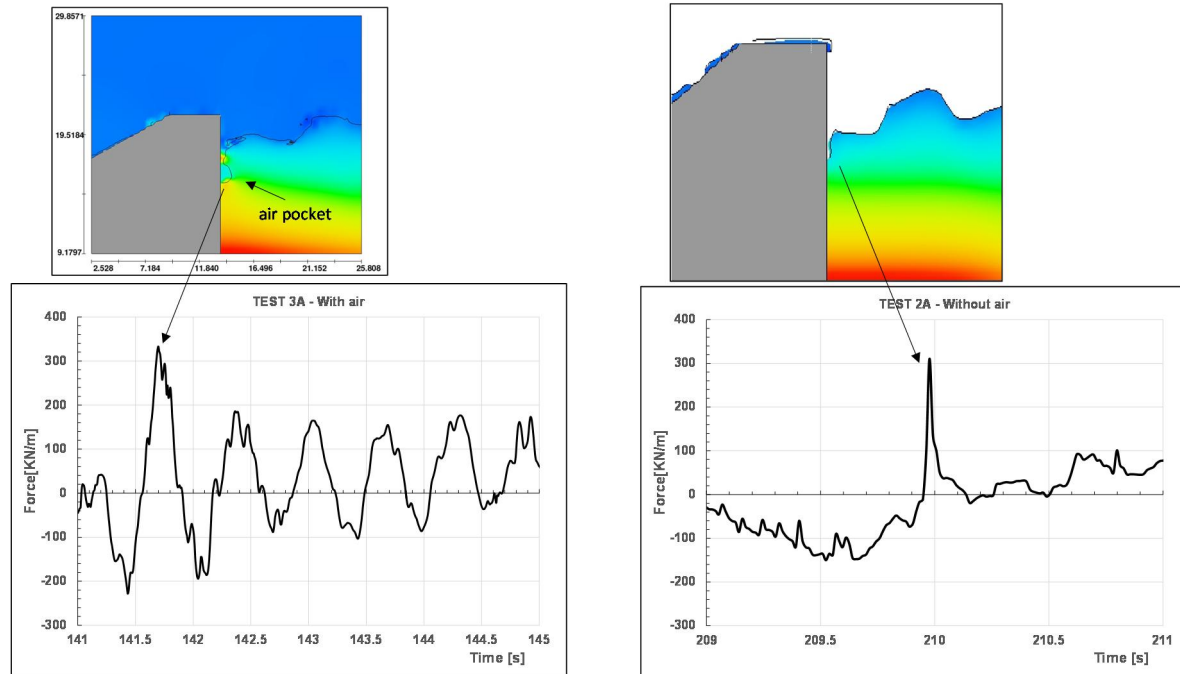 29.8571
19.5184
9.1797
2.528 7.184 11.840 16.496 21.152 25.808
air pocket
TEST 3A - With air
Force[KN/m]
400
300
200
100
0
-100
-200
-300
141 141.5 142 142.5 143 143.5 144 144.5 145
Time [s]
TEST 2A - Without air
Force[KN/m]
400
300
200
100
0
-100
-200
-300
209 209.5 210 210.5 211
Time [s]